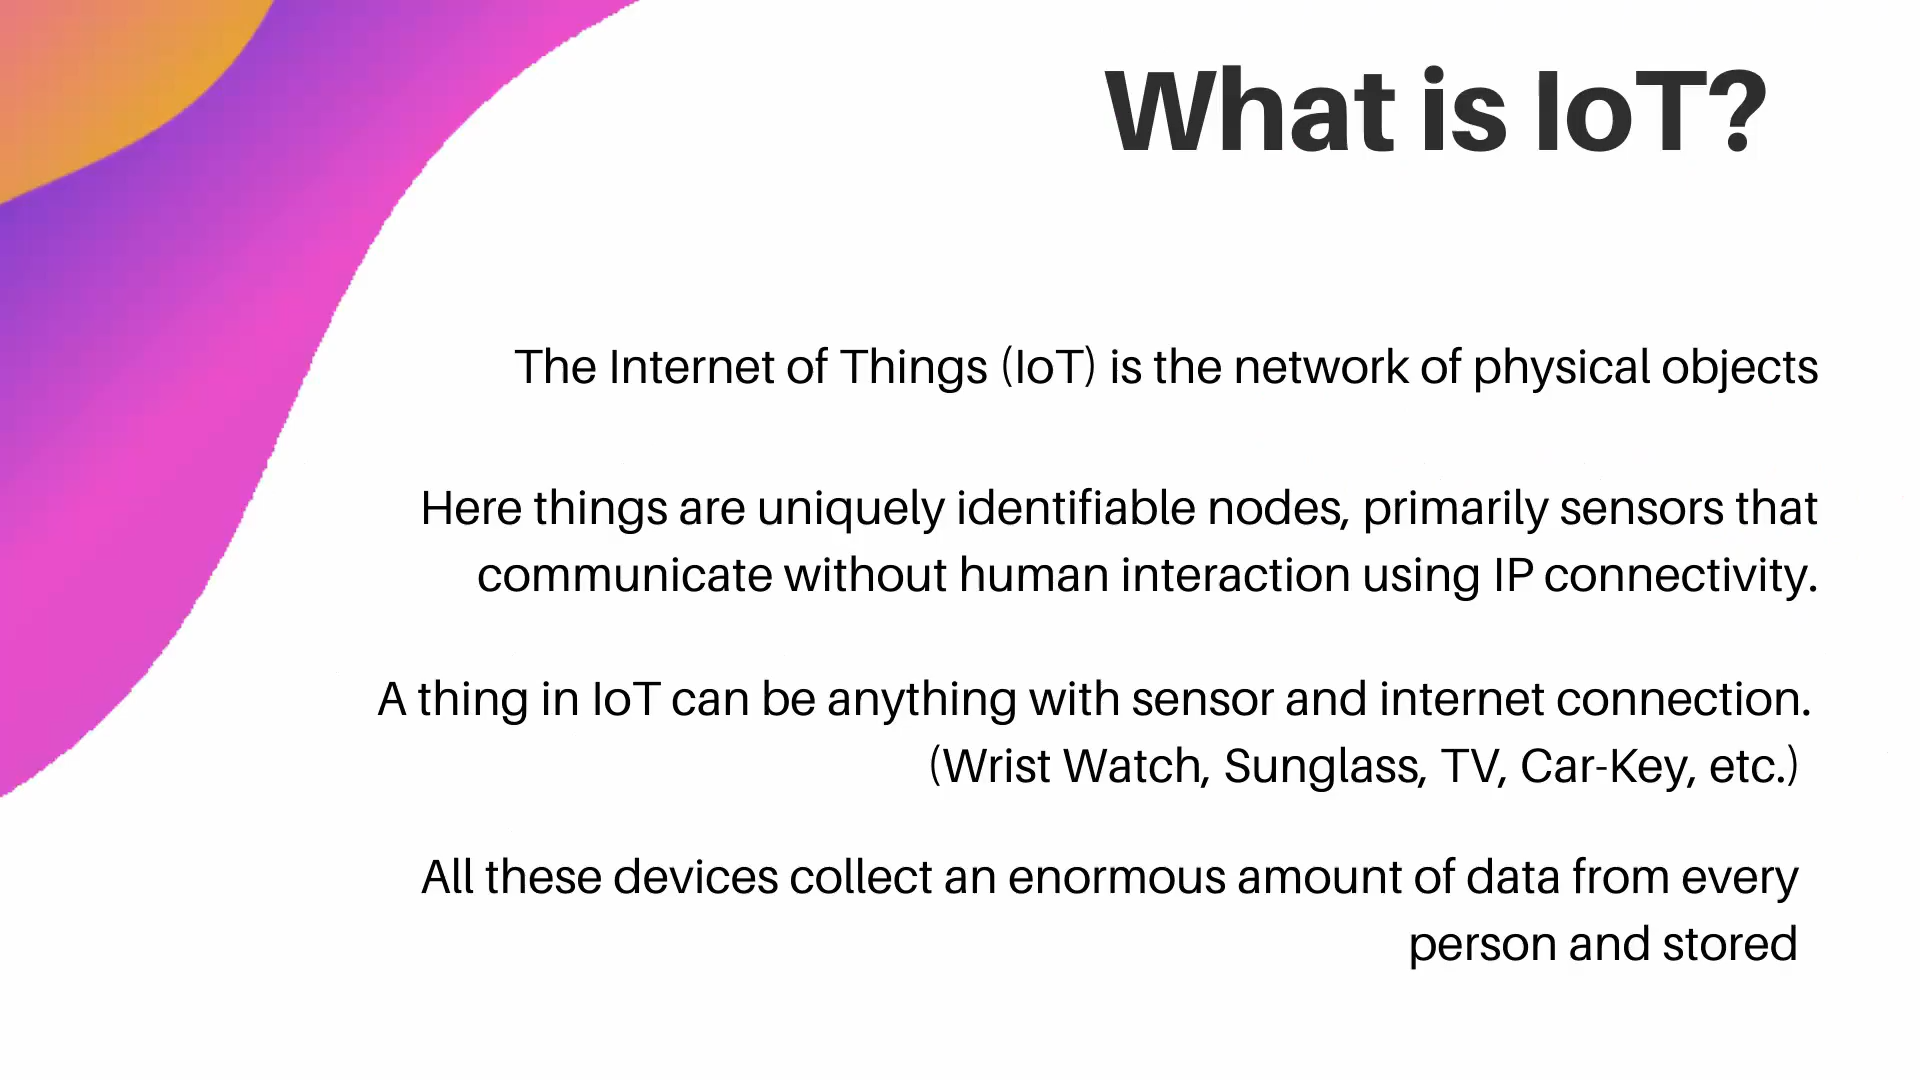 What is IoT?
The Internet of Things (IoT) is the network of physical objects
Here things are uniquely identifiable nodes, primarily sensors that
communicate without human interaction using IP connectivity.
A thing in IoT can be anything with sensor and internet connection.
(Wrist Watch, Sunglass, TV, Car-Key, etc.)
All these devices collect an enormous amount of data from every
person and stored